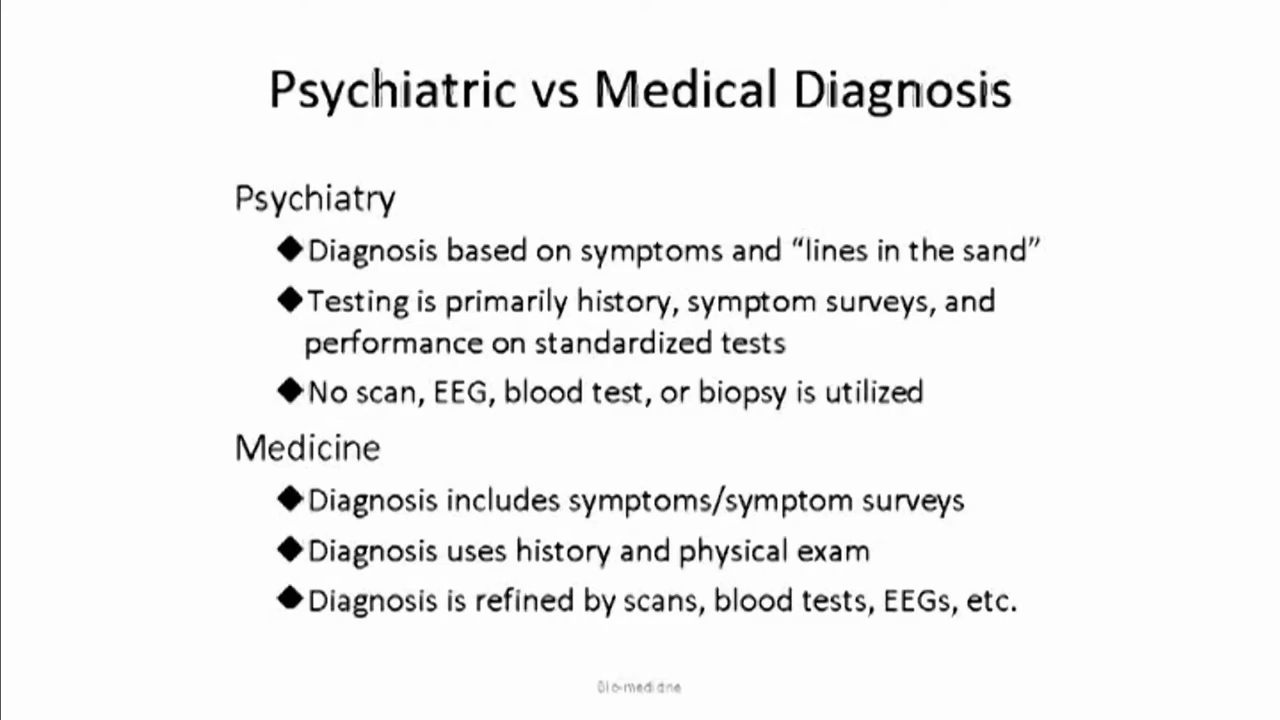 Psychiatric vs Medical Diagnosis
Psychiatry
◆Diagnosis based on symptoms and “lines in the sand”
◆Testing is primarily history, symptom surveys, and
performance on standardized tests
◆No scan, EEG, blood test, or biopsy is utilized
Medicine
◆Diagnosis includes symptoms/symptom surveys
◆Diagnosis uses history and physical exam
◆Diagnosis is refined by scans, blood tests, EEGs, etc.
Bio-medicine